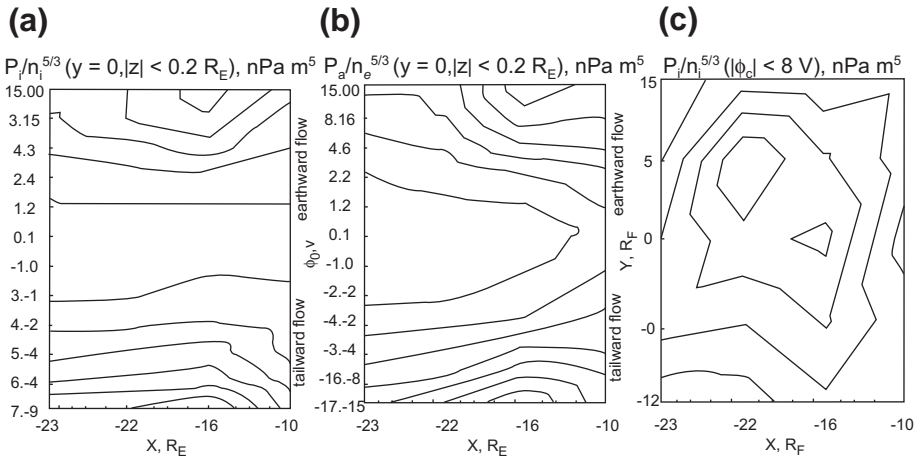 (a)
P_i/n_i^5/3 (y = 0,|z| < 0.2 R_E), nPa m^5
15.00
3.15
4.3
2.4
1.2
0.1
-1.0
3.-1
4.-2
5.-4
6.-4
7.-9
-23
-22
-16
-10
X, R_E
earthward flow
tailward flow
(b)
P_a/n_e^5/3 (y = 0,|z| < 0.2 R_E), nPa m^5
ϕ_0,v
15.00
8.16
4.6
2.2
1.2
0.1
-1.0
-2.-2
-3.-4
-16.-8
-17.-15
-23
-22
-16
-10
X, R_E
earthward flow
tailward flow
(c)
P_i/n_i^5/3 (|ϕ_c| < 8 V), nPa m^5
Y, R_F
15
5
0
-0
-12
-23
-22
-16
-10
X, R_F